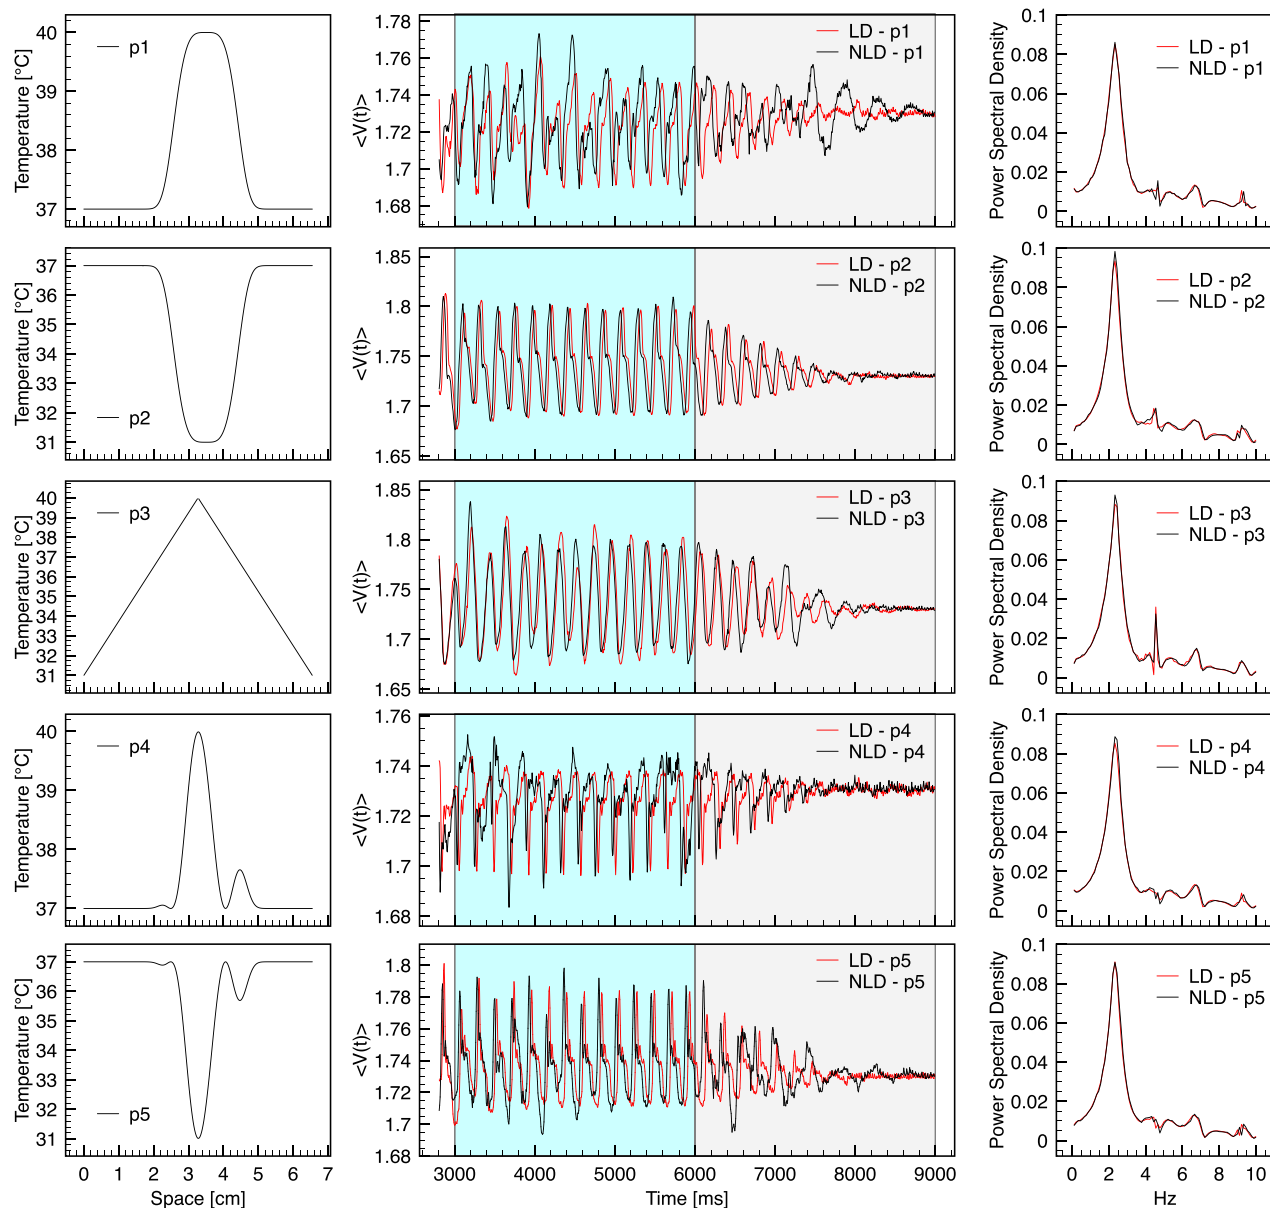 Temperature [°C]
40
39
38
37
p1
<V(t)>
1.78
1.76
1.74
1.72
1.7
1.68
LD - p1
NLD - p1
Power Spectral Density
0.1
0.08
0.06
0.04
0.02
0
LD - p1
NLD - p1
Temperature [°C]
37
36
35
34
33
32
31
p2
<V(t)>
1.85
1.8
1.75
1.7
1.65
LD - p2
NLD - p2
Power Spectral Density
0.1
0.08
0.06
0.04
0.02
0
LD - p2
NLD - p2
Temperature [°C]
40
39
38
37
36
35
34
33
32
31
p3
<V(t)>
1.85
1.8
1.75
1.7
1.65
LD - p3
NLD - p3
Power Spectral Density
0.1
0.08
0.06
0.04
0.02
0
LD - p3
NLD - p3
Temperature [°C]
40
39
38
37
p4
<V(t)>
1.76
1.74
1.72
1.7
1.68
LD - p4
NLD - p4
Power Spectral Density
0.1
0.08
0.06
0.04
0.02
0
LD - p4
NLD - p4
Temperature [°C]
37
36
35
34
33
32
31
p5
0 1 2 3 4 5 6 7
Space [cm]
<V(t)>
1.8
1.78
1.76
1.74
1.72
1.7
1.68
LD - p5
NLD - p5
3000 4000 5000 6000 7000 8000 9000
Time [ms]
Power Spectral Density
0.1
0.08
0.06
0.04
0.02
0
LD - p5
NLD - p5
0 2 4 6 8 10
Hz